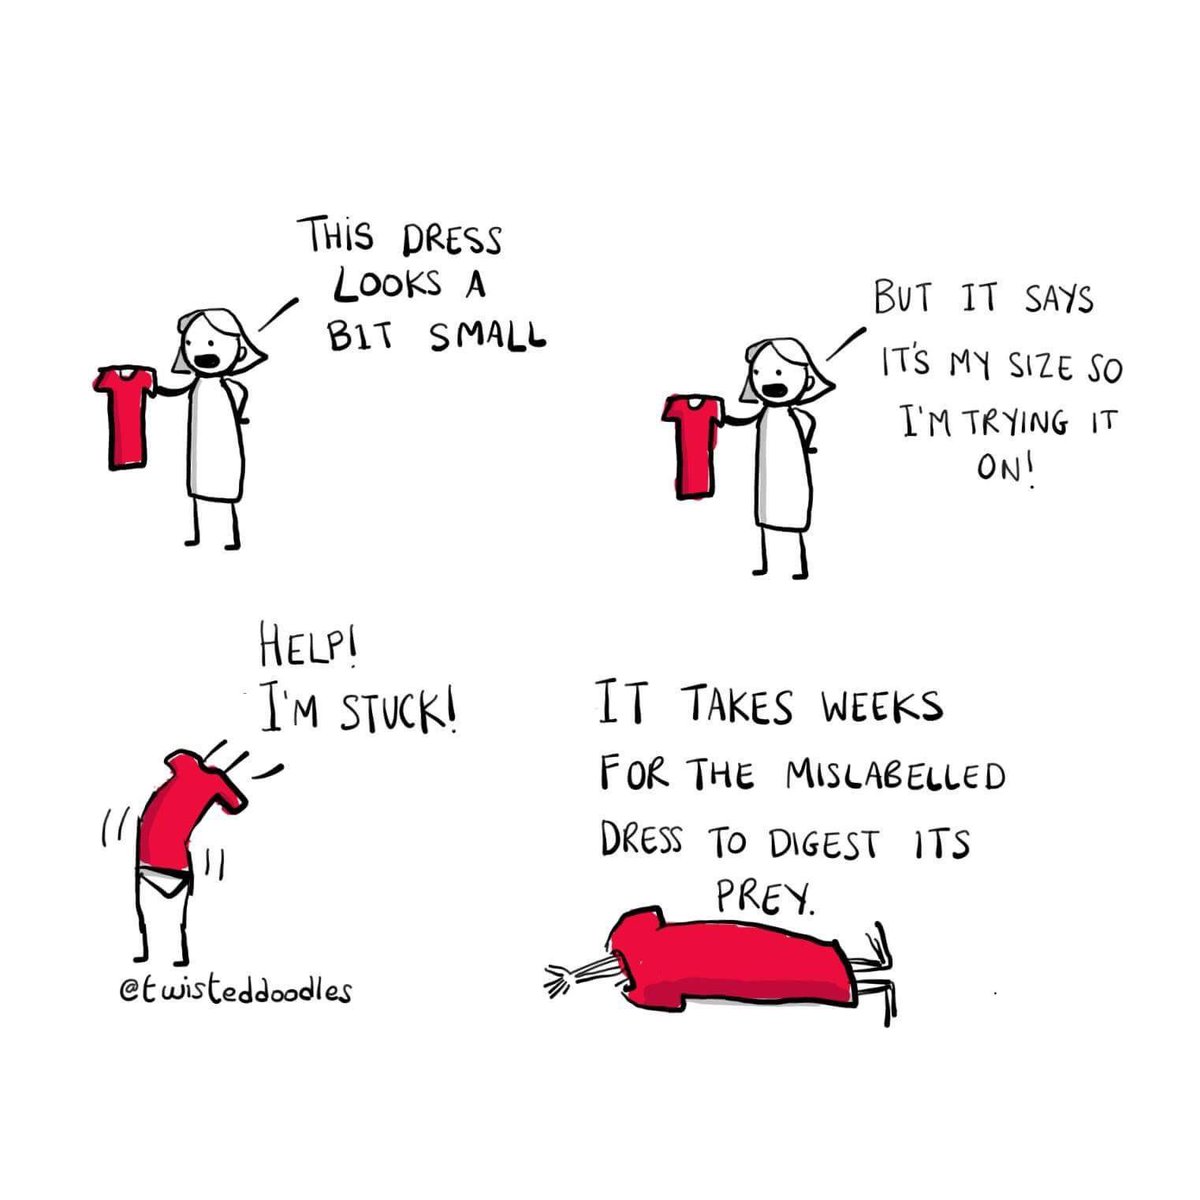 THIS DRESS
LOOKS A
BIT SMALL
BUT IT SAYS
IT'S MY SIZE SO
I'M TRYING IT
ON!
HELP!
I'M STUCK!
IT TAKES WEEKS
FOR THE MISLABELLED
DRESS TO DIGEST ITS
PREY.
@twisteddoodles